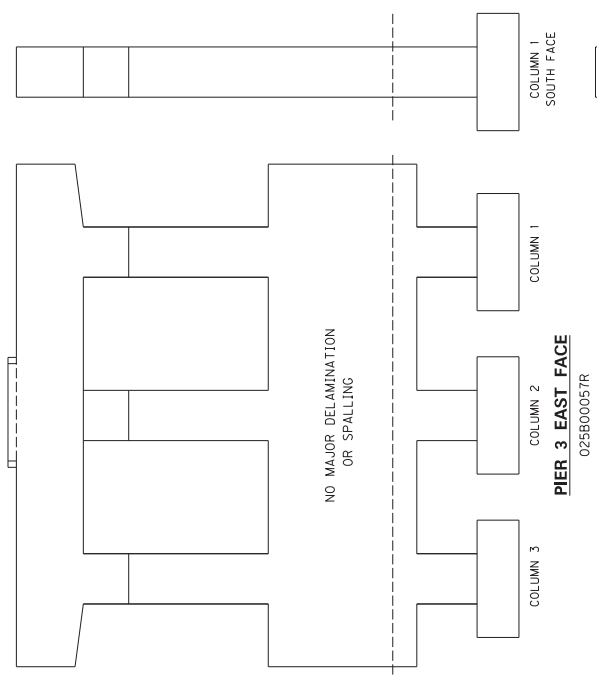 NO MAJOR DELAMINATION
OR SPALLING
COLUMN 3
COLUMN 2
COLUMN 1
COLUMN 1
SOUTH FACE
PIER 3 EAST FACE
025B00057R